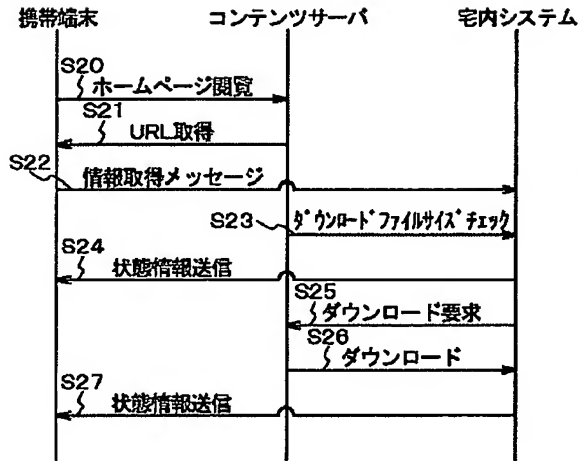 携帯端末 コンテンツサーバ 宅内システム
S20
ホームページ閲覧
S21
URL取得
S22
情報取得メッセージ
S23
ダウンロードファイルサイズチェック
S24
状態情報送信
S25
ダウンロード要求
S26
ダウンロード
S27
状態情報送信